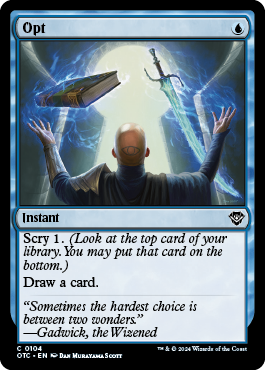 Opt
Instant
Scry 1. (Look at the top card of your
library. You may put that card on the
bottom.)
Draw a card.
“Sometimes the hardest choice is
between two wonders.”
—Gadwick, the Wizened
C 0104
OTC • EN Dan Murayama Scott
™ & © 2024 Wizards of the Coast